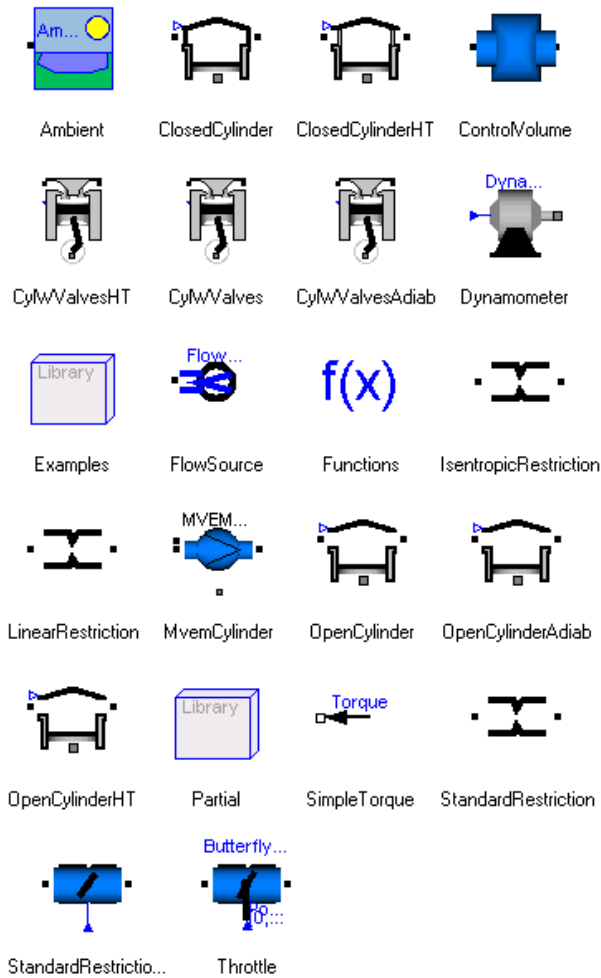 Am...
Ambient ClosedCylinder ClosedCylinderHT ControlVolume
Dyna...
CylWValvesHT CylWValves CylWValvesAdiab Dynamometer
Library Flow... f(x)
Examples FlowSource Functions IsentropicRestriction
MVEM...
LinearRestriction MvemCylinder OpenCylinder OpenCylinderAdiab
Library Torque
OpenCylinderHT Partial SimpleTorque StandardRestriction
Butterfly...
StandardRestrictio... Throttle